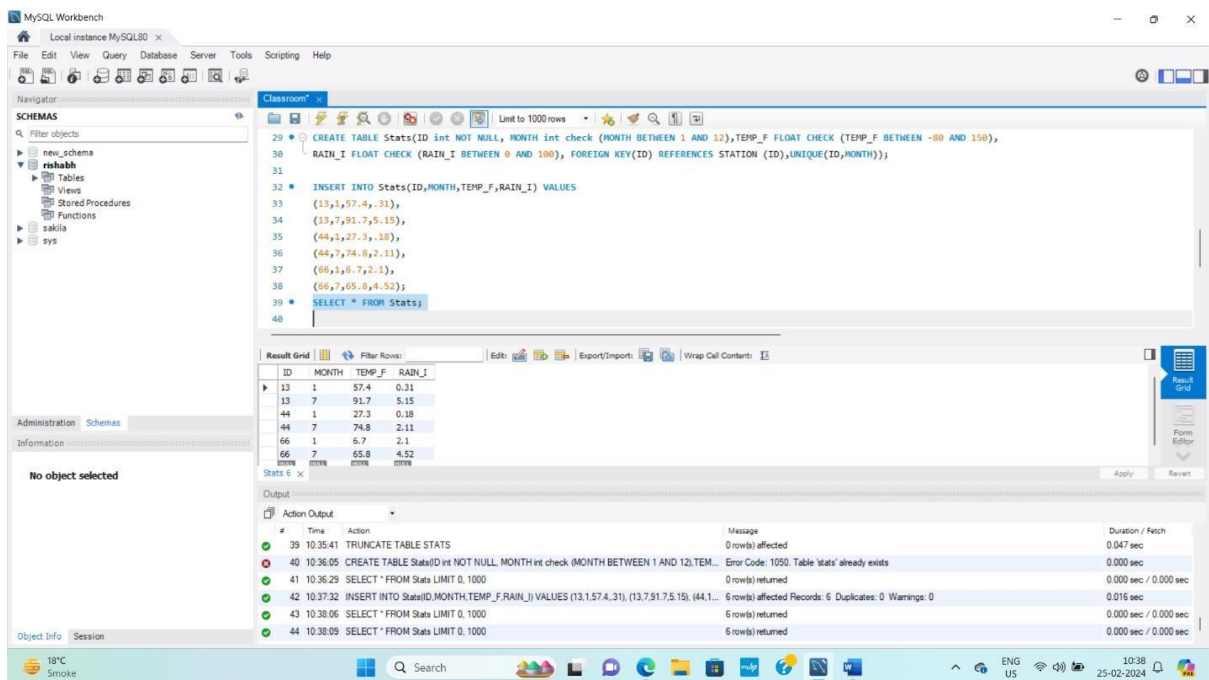 MySQL Workbench
Local instance MySQL80 ×
File Edit View Query Database Server Tools Scripting Help
Navigator
SCHEMAS
Filter objects
new_schema
rishabh
Tables
Views
Stored Procedures
Functions
sakila
sys
Administration Schemas
Information
No object selected
Object Info Session
Classroom* ×
Limit to 1000 rows
29 CREATE TABLE Stats(ID int NOT NULL, MONTH int check (MONTH BETWEEN 1 AND 12),TEMP_F FLOAT CHECK (TEMP_F BETWEEN -80 AND 150),
30 RAIN_I FLOAT CHECK (RAIN_I BETWEEN 0 AND 100), FOREIGN KEY(ID) REFERENCES STATION (ID),UNIQUE(ID,MONTH));
31
32 INSERT INTO Stats(ID,MONTH,TEMP_F,RAIN_I) VALUES
33 (13,1,57.4,.31),
34 (13,7,91.7,5.15),
35 (44,1,27.3,.18),
36 (44,7,74.8,2.11),
37 (66,1,6.7,2.1),
38 (66,7,65.8,4.52);
39 SELECT * FROM Stats;
40
Result Grid Filter Rows: Edit: Export/Import: Wrap Cell Content:
ID MONTH TEMP_F RAIN_I
13 1 57.4 0.31
13 7 91.7 5.15
44 1 27.3 0.18
44 7 74.8 2.11
66 1 6.7 2.1
66 7 65.8 4.52
NULL NULL NULL NULL
Result Grid
Form Editor
Stats 6 × Apply Revert
Output
Action Output
# Time Action Message Duration / Fetch
39 10:35:41 TRUNCATE TABLE STATS 0 row(s) affected 0.047 sec
40 10:36:05 CREATE TABLE Stats(ID int NOT NULL, MONTH int check (MONTH BETWEEN 1 AND 12),TEM... Error Code: 1050. Table 'stats' already exists 0.000 sec
41 10:36:29 SELECT * FROM Stats LIMIT 0, 1000 0 row(s) returned 0.000 sec / 0.000 sec
42 10:37:32 INSERT INTO Stats(ID,MONTH,TEMP_F,RAIN_I) VALUES (13,1,57.4,.31), (13,7,91.7,5.15), (44,1... 6 row(s) affected Records: 6 Duplicates: 0 Warnings: 0 0.016 sec
43 10:38:06 SELECT * FROM Stats LIMIT 0, 1000 6 row(s) returned 0.000 sec / 0.000 sec
44 10:38:09 SELECT * FROM Stats LIMIT 0, 1000 6 row(s) returned 0.000 sec / 0.000 sec
18°C
Smoke
Search
ENG
US
10:38
25-02-2024